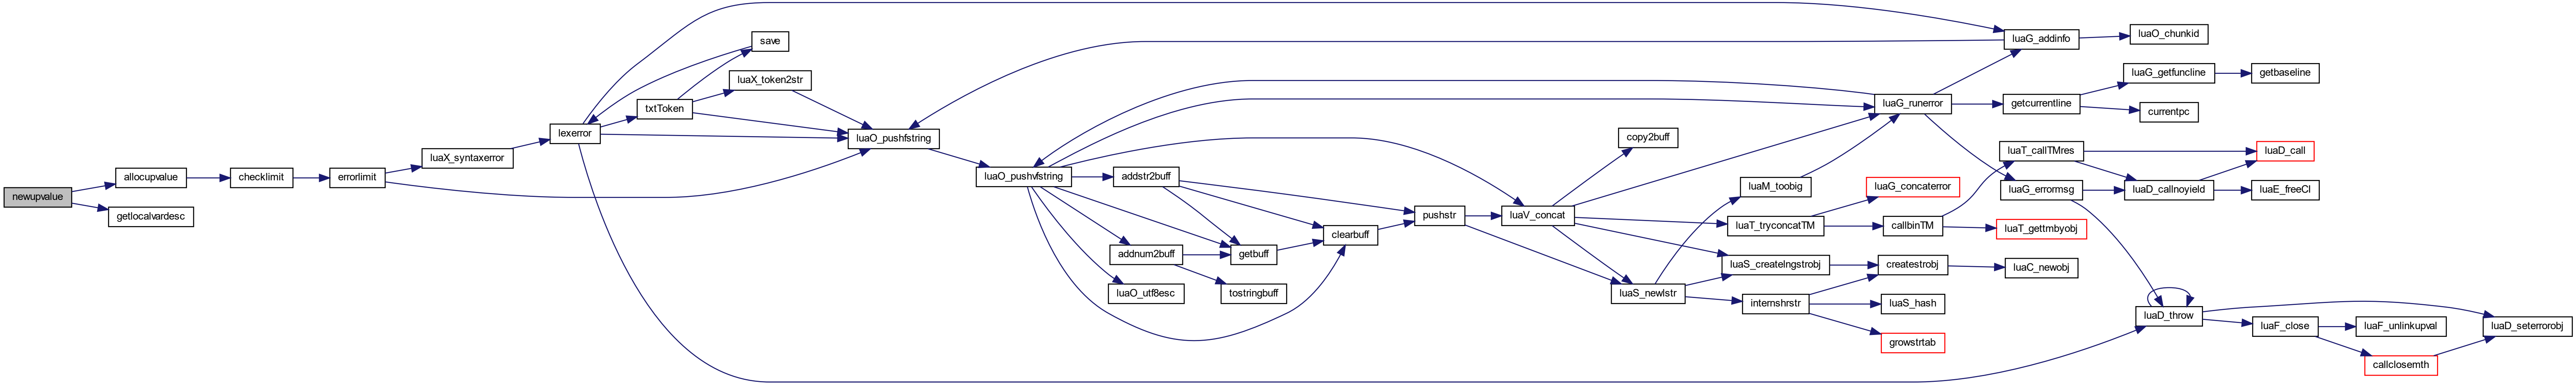 newupvalue
allocupvalue
getlocalvardesc
checklimit
errorlimit
luaX_syntaxerror
lexerror
save
luaX_token2str
txtToken
luaO_pushfstring
luaO_pushvfstring
addstr2buff
addnum2buff
luaO_utf8esc
getbuff
tostringbuff
clearbuff
pushstr
luaV_concat
copy2buff
luaS_newlstr
luaM_toobig
luaT_tryconcatTM
luaS_createlngstrobj
internshrstr
luaG_runerror
luaG_concaterror
callbinTM
createstrobj
luaS_hash
growstrtab
luaG_addinfo
getcurrentline
luaT_callTMres
luaG_errormsg
luaT_gettmbyobj
luaC_newobj
luaO_chunkid
luaG_getfuncline
currentpc
luaD_callnoyield
luaD_throw
getbaseline
luaD_call
luaE_freeCI
luaF_close
luaF_unlinkupval
callclosemth
luaD_seterrorobj